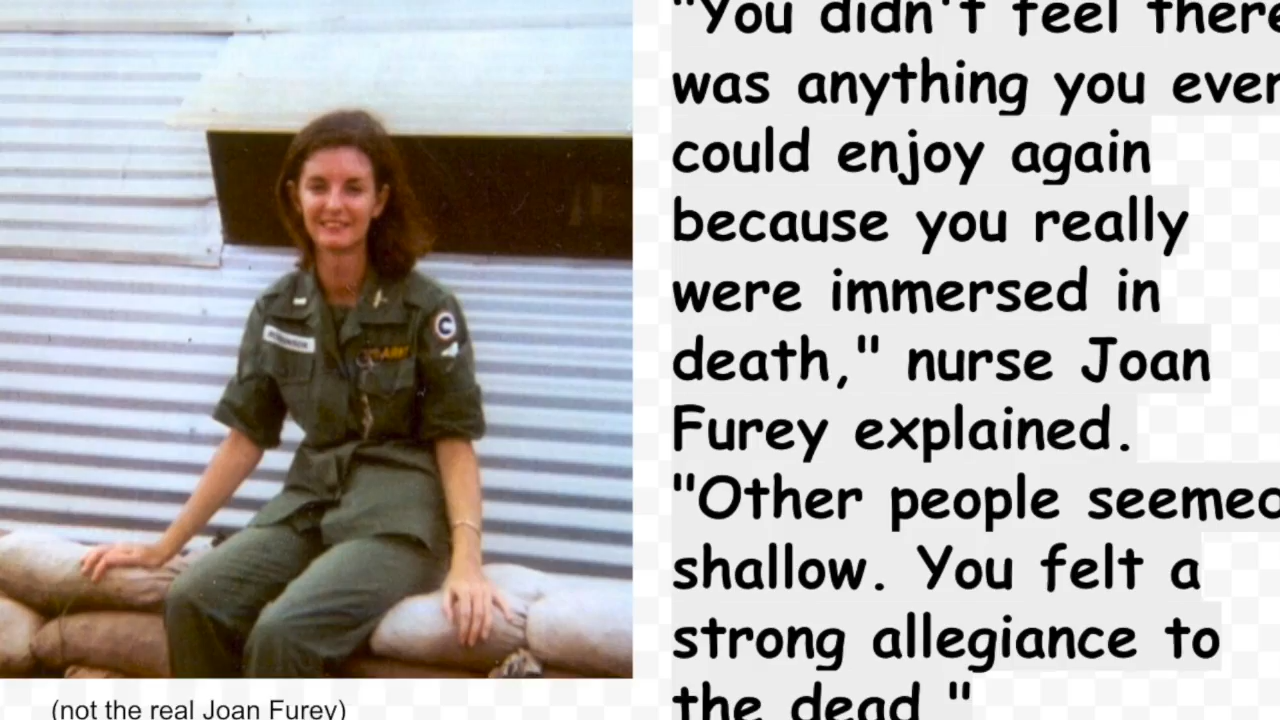 "You didn't feel there
was anything you ever
could enjoy again
because you really
were immersed in
death," nurse Joan
Furey explained.
"Other people seemed
shallow. You felt a
strong allegiance to
the dead."
ARMY
(not the real Joan Furey)